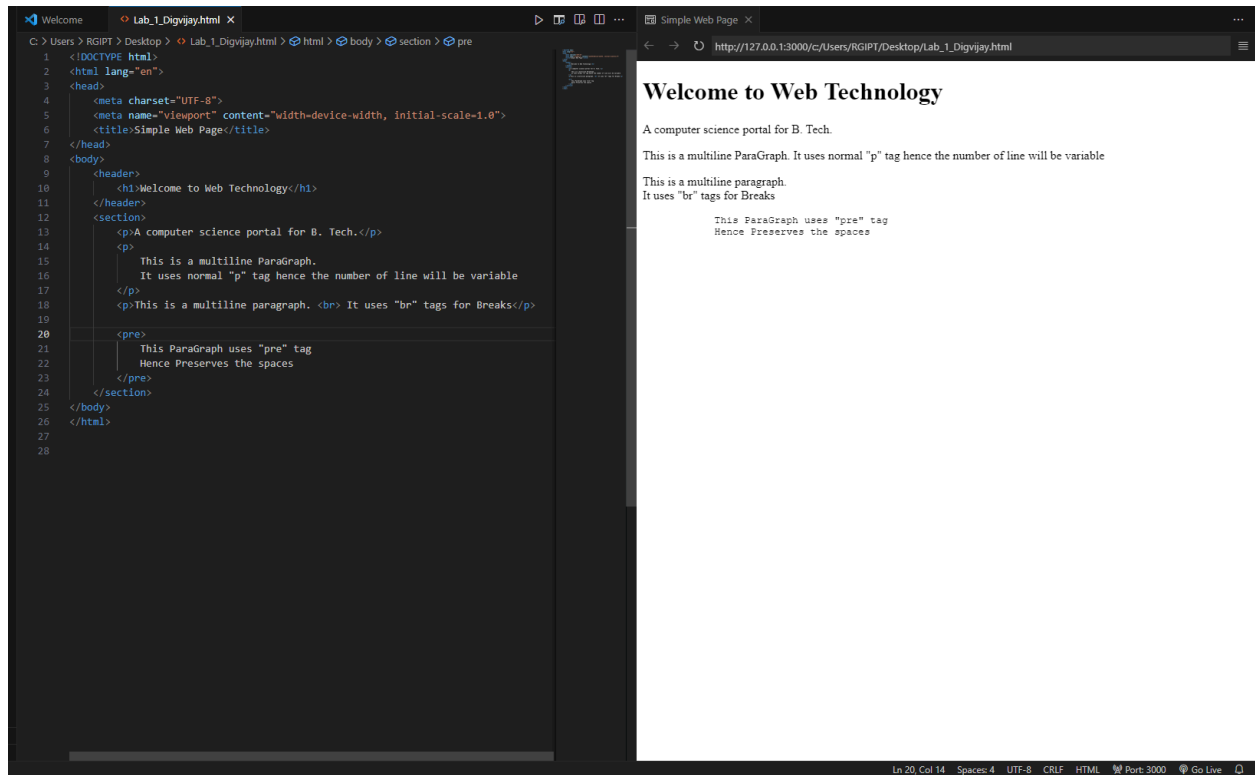 Welcome
Lab_1_Digvijay.html
C: > Users > RGIPT > Desktop > Lab_1_Digvijay.html > html > body > section > pre
1 <!DOCTYPE html>
2 <html lang="en">
3 <head>
4 <meta charset="UTF-8">
5 <meta name="viewport" content="width=device-width, initial-scale=1.0">
6 <title>Simple Web Page</title>
7 </head>
8 <body>
9 <header>
10 <h1>Welcome to Web Technology</h1>
11 </header>
12 <section>
13 <p>A computer science portal for B. Tech.</p>
14 <p>
15 This is a multiline ParaGraph.
16 It uses normal "p" tag hence the number of line will be variable
17 </p>
18 <p>This is a multiline paragraph. <br> It uses "br" tags for Breaks</p>
19
20 <pre>
21 This ParaGraph uses "pre" tag
22 Hence Preserves the spaces
23 </pre>
24 </section>
25 </body>
26 </html>
27
28
Simple Web Page
http://127.0.0.1:3000/c:/Users/RGIPT/Desktop/Lab_1_Digvijay.html
Welcome to Web Technology
A computer science portal for B. Tech.
This is a multiline ParaGraph. It uses normal "p" tag hence the number of line will be variable
This is a multiline paragraph.
It uses "br" tags for Breaks
This ParaGraph uses "pre" tag
Hence Preserves the spaces
Ln 20, Col 14 Spaces: 4 UTF-8 CRLF HTML Port: 3000 Go Live